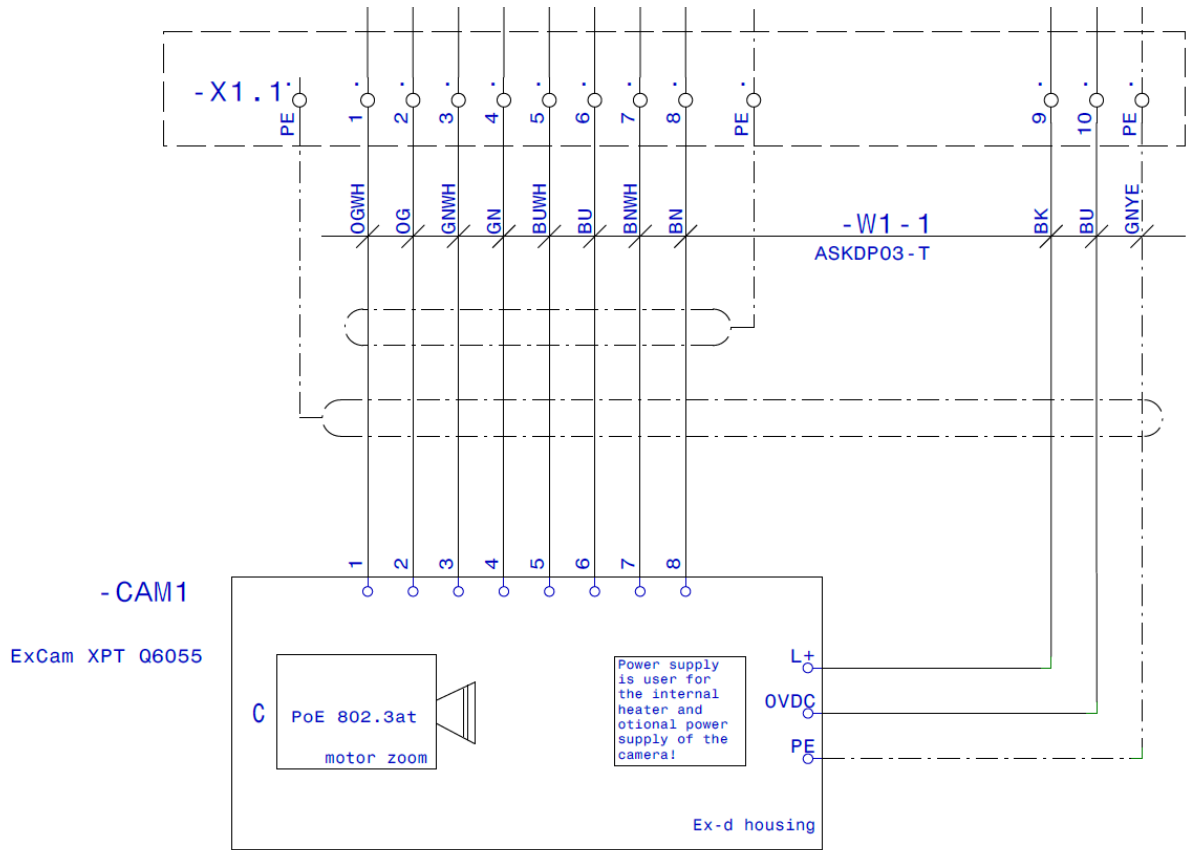 -X1.1
PE
1
2
3
4
5
6
7
8
PE
9
10
PE
OGWH
OG
GNWH
GN
BUWH
BU
BNWH
BN
-W1-1
ASKDP03-T
BK
BU
GNYE
1
2
3
4
5
6
7
8
-CAM1
ExCam XPT Q6055
C
PoE 802.3at
motor zoom
Power supply
is user for
the internal
heater and
otional power
supply of the
camera!
L+
0VDC
PE
Ex-d housing